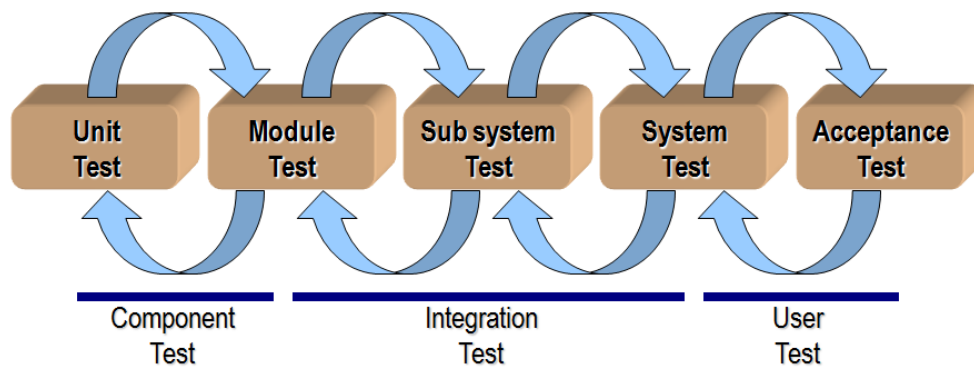 Unit
Test
Module
Test
Sub system
Test
System
Test
Acceptance
Test
Component
Test
Integration
Test
User
Test